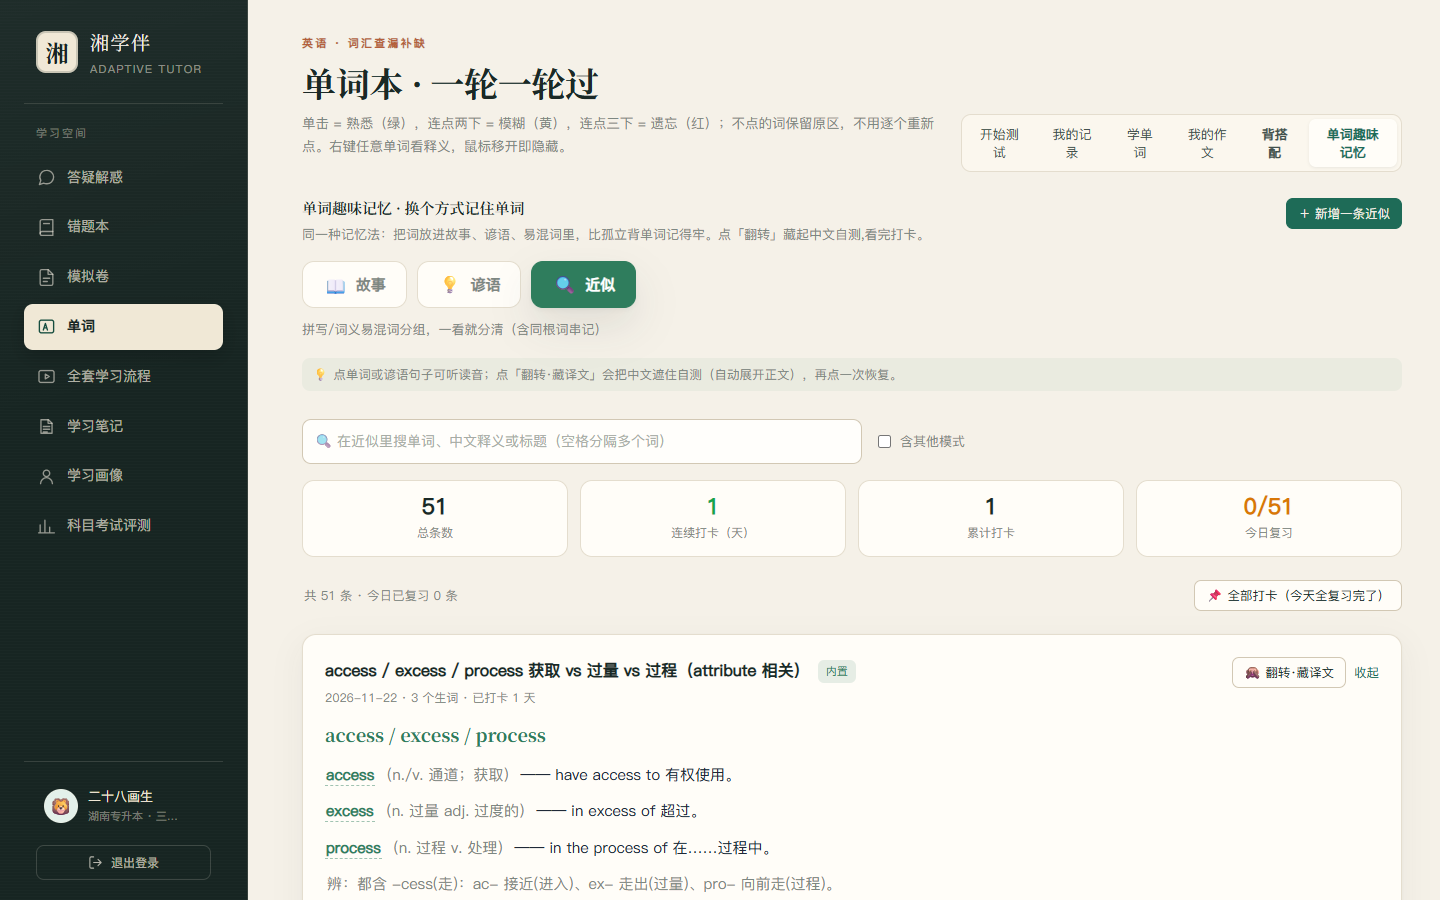 湘
湘学伴
ADAPTIVE TUTOR
学习空间
答疑解惑
错题本
模拟卷
A 单词
全套学习流程
学习笔记
学习画像
科目考试评测
二十八画生
湖南专升本 · 三...
退出登录
英语 · 词汇查漏补缺
单词本 · 一轮一轮过
单击 = 熟悉（绿），连点两下 = 模糊（黄），连点三下 = 遗忘（红）；不点的词保留原区，不用逐个重新
点。右键任意单词看释义，鼠标移开即隐藏。
开始测
试
我的记
录
学单
词
我的作
文
背搭
配
单词趣味
记忆
单词趣味记忆 · 换个方式记住单词
同一种记忆法：把词放进故事、谚语、易混词里，比孤立背单词记得牢。点「翻转」藏起中文自测,看完打卡。
+ 新增一条近似
故事
谚语
近似
拼写/词义易混词分组，一看就分清（含同根词串记）
点单词或谚语句子可听读音；点「翻转·藏译文」会把中文遮住自测（自动展开正文），再点一次恢复。
在近似里搜单词、中文释义或标题（空格分隔多个词）
含其他模式
51
总条数
1
连续打卡（天）
1
累计打卡
0/51
今日复习
共 51 条 · 今日已复习 0 条
全部打卡（今天全复习完了）
access / excess / process 获取 vs 过量 vs 过程（attribute 相关） 内置
2026-11-22 · 3 个生词 · 已打卡 1 天
翻转·藏译文
收起
access / excess / process
access （n./v. 通道；获取） —— have access to 有权使用。
excess （n. 过量 adj. 过度的） —— in excess of 超过。
process （n. 过程 v. 处理） —— in the process of 在……过程中。
辨：都含 -cess(走)：ac- 接近(进入)、ex- 走出(过量)、pro- 向前走(过程)。